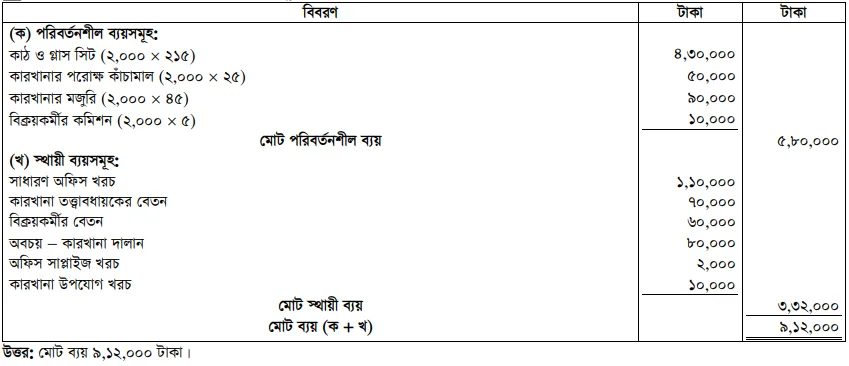 বিবরণ টাকা টাকা
(ক) পরিবর্তনশীল ব্যয়সমূহ:
কাঠ ও গ্লাস সিট (২,০০০ × ২১৫) ৪,৩০,০০০
কারখানার পরোক্ষ কাঁচামাল (২,০০০ × ২৫) ৫০,০০০
কারখানার মজুরি (২,০০০ × ৪৫) ৯০,০০০
বিক্রয়কর্মীর কমিশন (২,০০০ × ৫) ১০,০০০
মোট পরিবর্তনশীল ব্যয় ৫,৮০,০০০
(খ) স্থায়ী ব্যয়সমূহ:
সাধারণ অফিস খরচ ১,১০,০০০
কারখানা তত্ত্বাবধায়কের বেতন ৭০,০০০
বিক্রয়কর্মীর বেতন ৬০,০০০
অবচয় – কারখানা দালান ৮০,০০০
অফিস সাপ্লাইজ খরচ ২,০০০
কারখানা উপযোগ খরচ ১০,০০০
মোট স্থায়ী ব্যয় ৩,৩২,০০০
মোট ব্যয় (ক + খ) ৯,১২,০০০
উত্তর: মোট ব্যয় ৯,১২,০০০ টাকা।